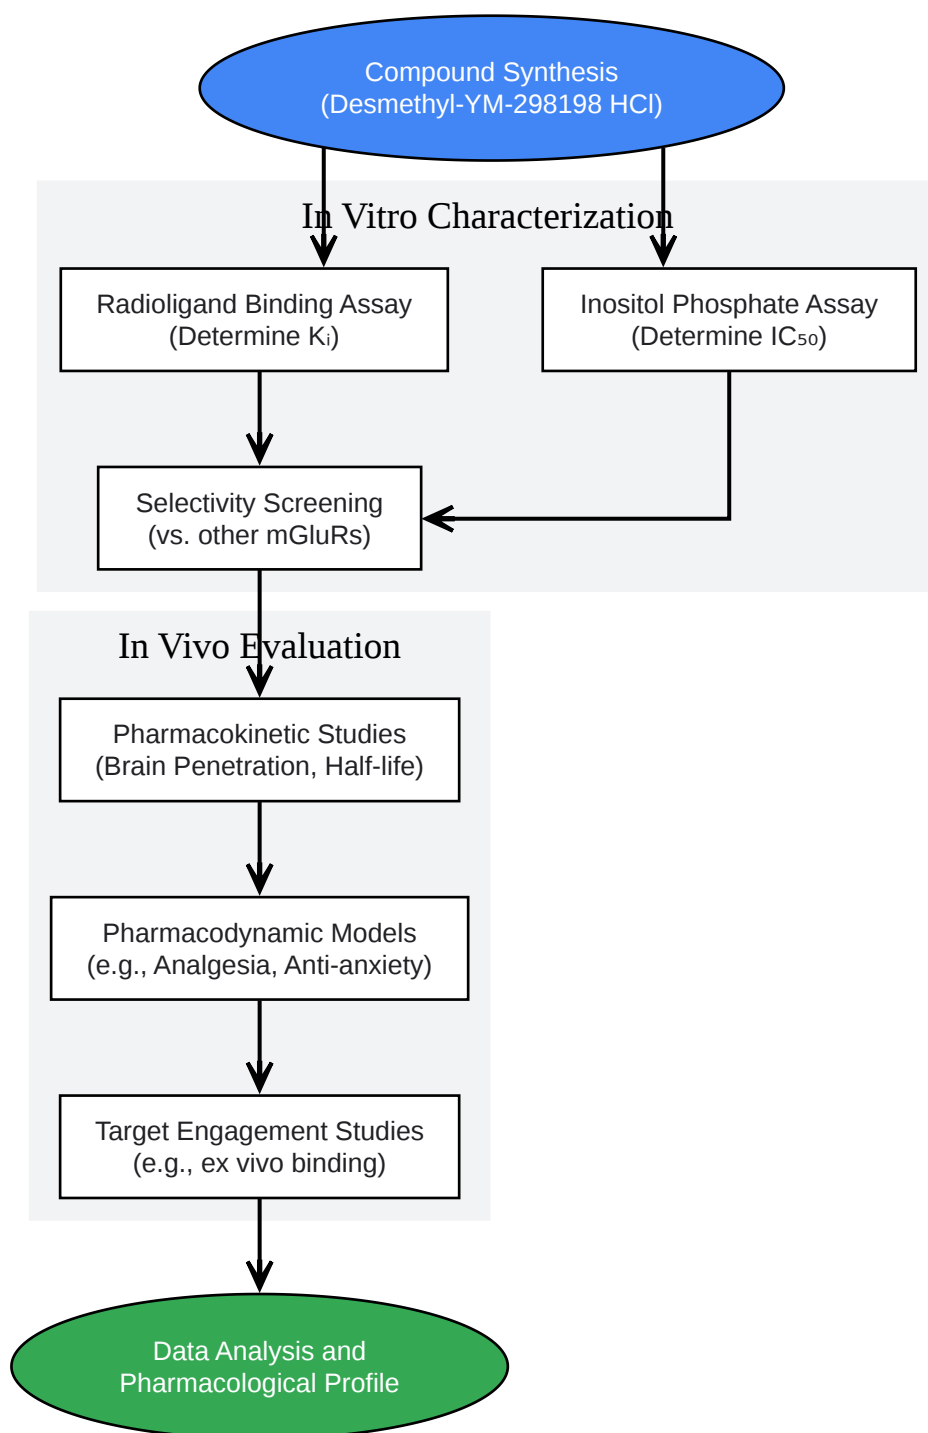 Compound Synthesis
(Desmethyl-YM-298198 HCl)
In Vitro Characterization
Radioligand Binding Assay
(Determine Kᵢ)
Inositol Phosphate Assay
(Determine IC₅₀)
Selectivity Screening
(vs. other mGluRs)
In Vivo Evaluation
Pharmacokinetic Studies
(Brain Penetration, Half-life)
Pharmacodynamic Models
(e.g., Analgesia, Anti-anxiety)
Target Engagement Studies
(e.g., ex vivo binding)
Data Analysis and
Pharmacological Profile